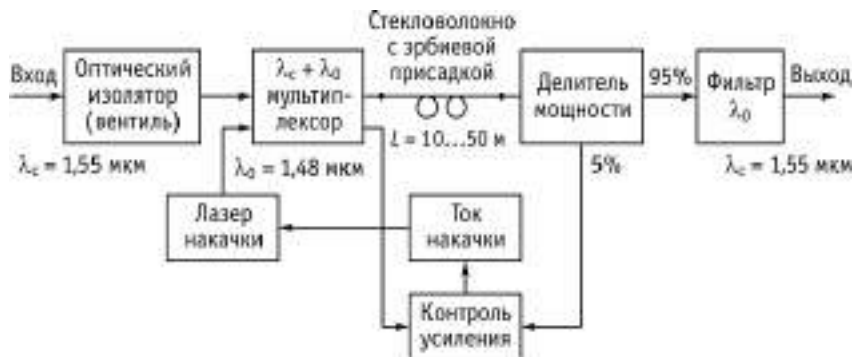 Стекловолокно
с эрбиевой
присадкой
Вход
Оптический
изолятор
(вентиль)
λc + λ0
мультип-
лексор
Делитель
мощности
95%
Фильтр
λ0
Выход
L = 10...50 м
λc = 1,55 мкм
λ0 = 1,48 мкм
5%
λc = 1,55 мкм
Лазер
накачки
Ток
накачки
Контроль
усиления